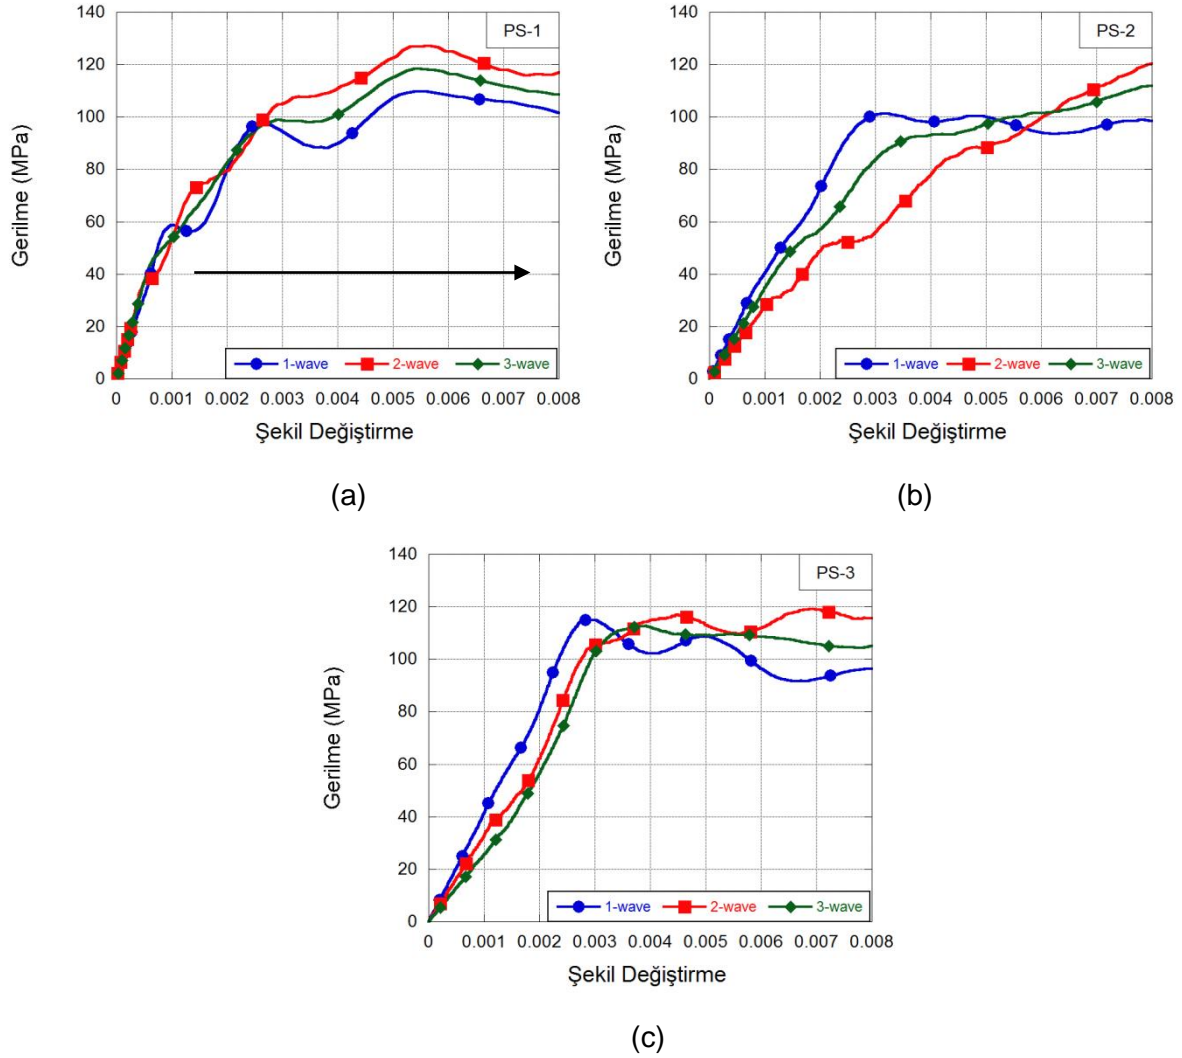 PS-1
Gerilme (MPa)
140
120
100
80
60
40
20
0
1-wave 2-wave 3-wave
0 0.001 0.002 0.003 0.004 0.005 0.006 0.007 0.008
Şekil Değiştirme
(a)
PS-2
Gerilme (MPa)
140
120
100
80
60
40
20
0
1-wave 2-wave 3-wave
0 0.001 0.002 0.003 0.004 0.005 0.006 0.007 0.008
Şekil Değiştirme
(b)
PS-3
Gerilme (MPa)
140
120
100
80
60
40
20
0
1-wave 2-wave 3-wave
0 0.001 0.002 0.003 0.004 0.005 0.006 0.007 0.008
Şekil Değiştirme
(c)